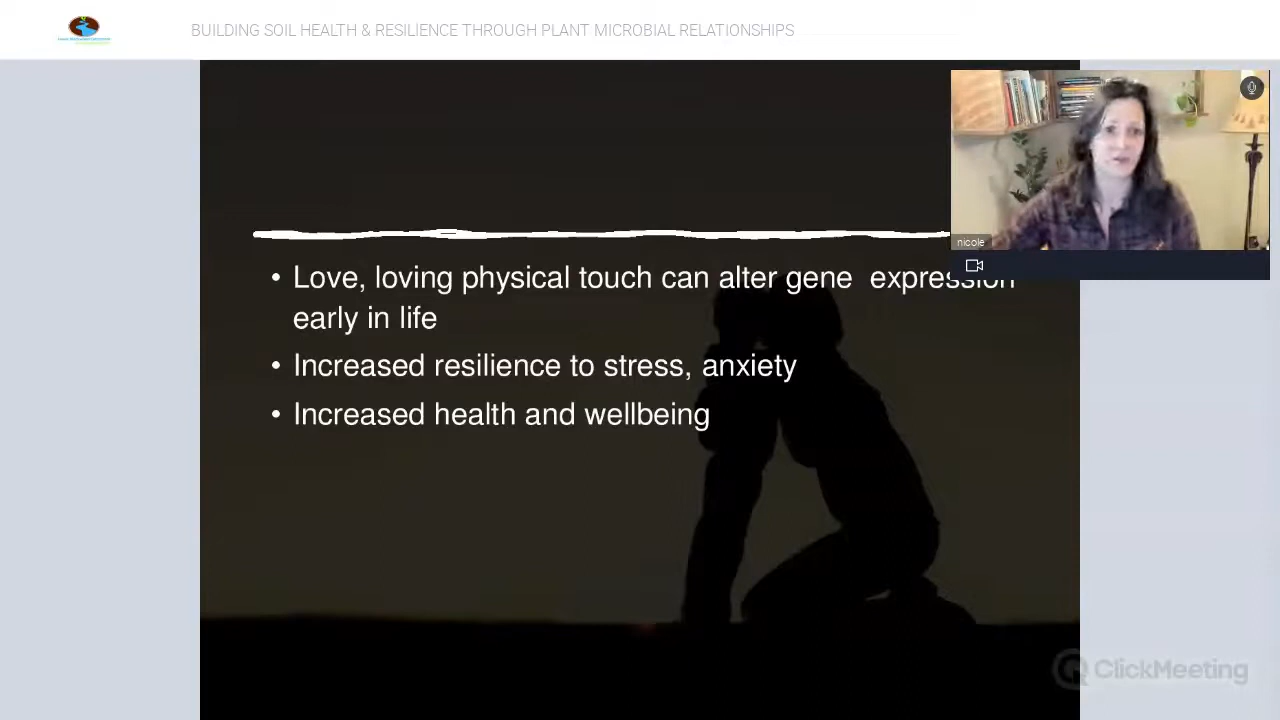 BUILDING SOIL HEALTH & RESILIENCE THROUGH PLANT MICROBIAL RELATIONSHIPS
nicole
• Love, loving physical touch can alter gene expression
early in life
• Increased resilience to stress, anxiety
• Increased health and wellbeing
ClickMeeting